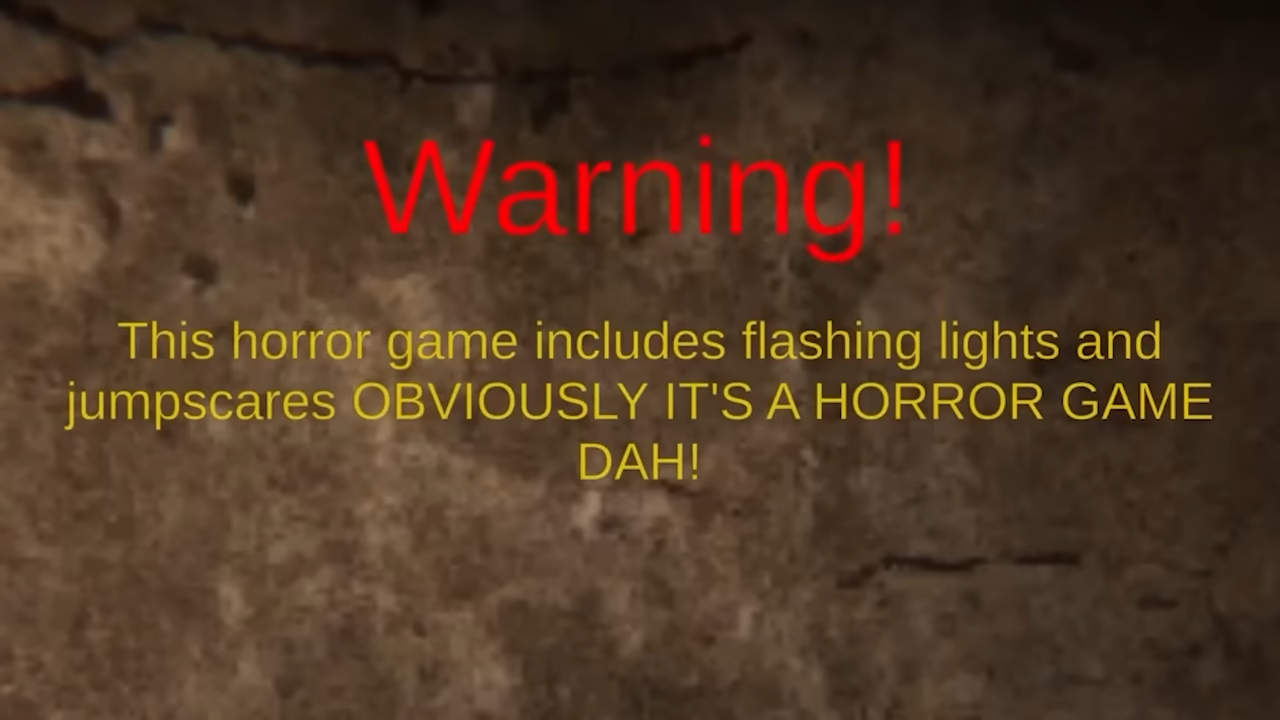 Warning!
This horror game includes flashing lights and
jumpscares OBVIOUSLY IT'S A HORROR GAME
DAH!